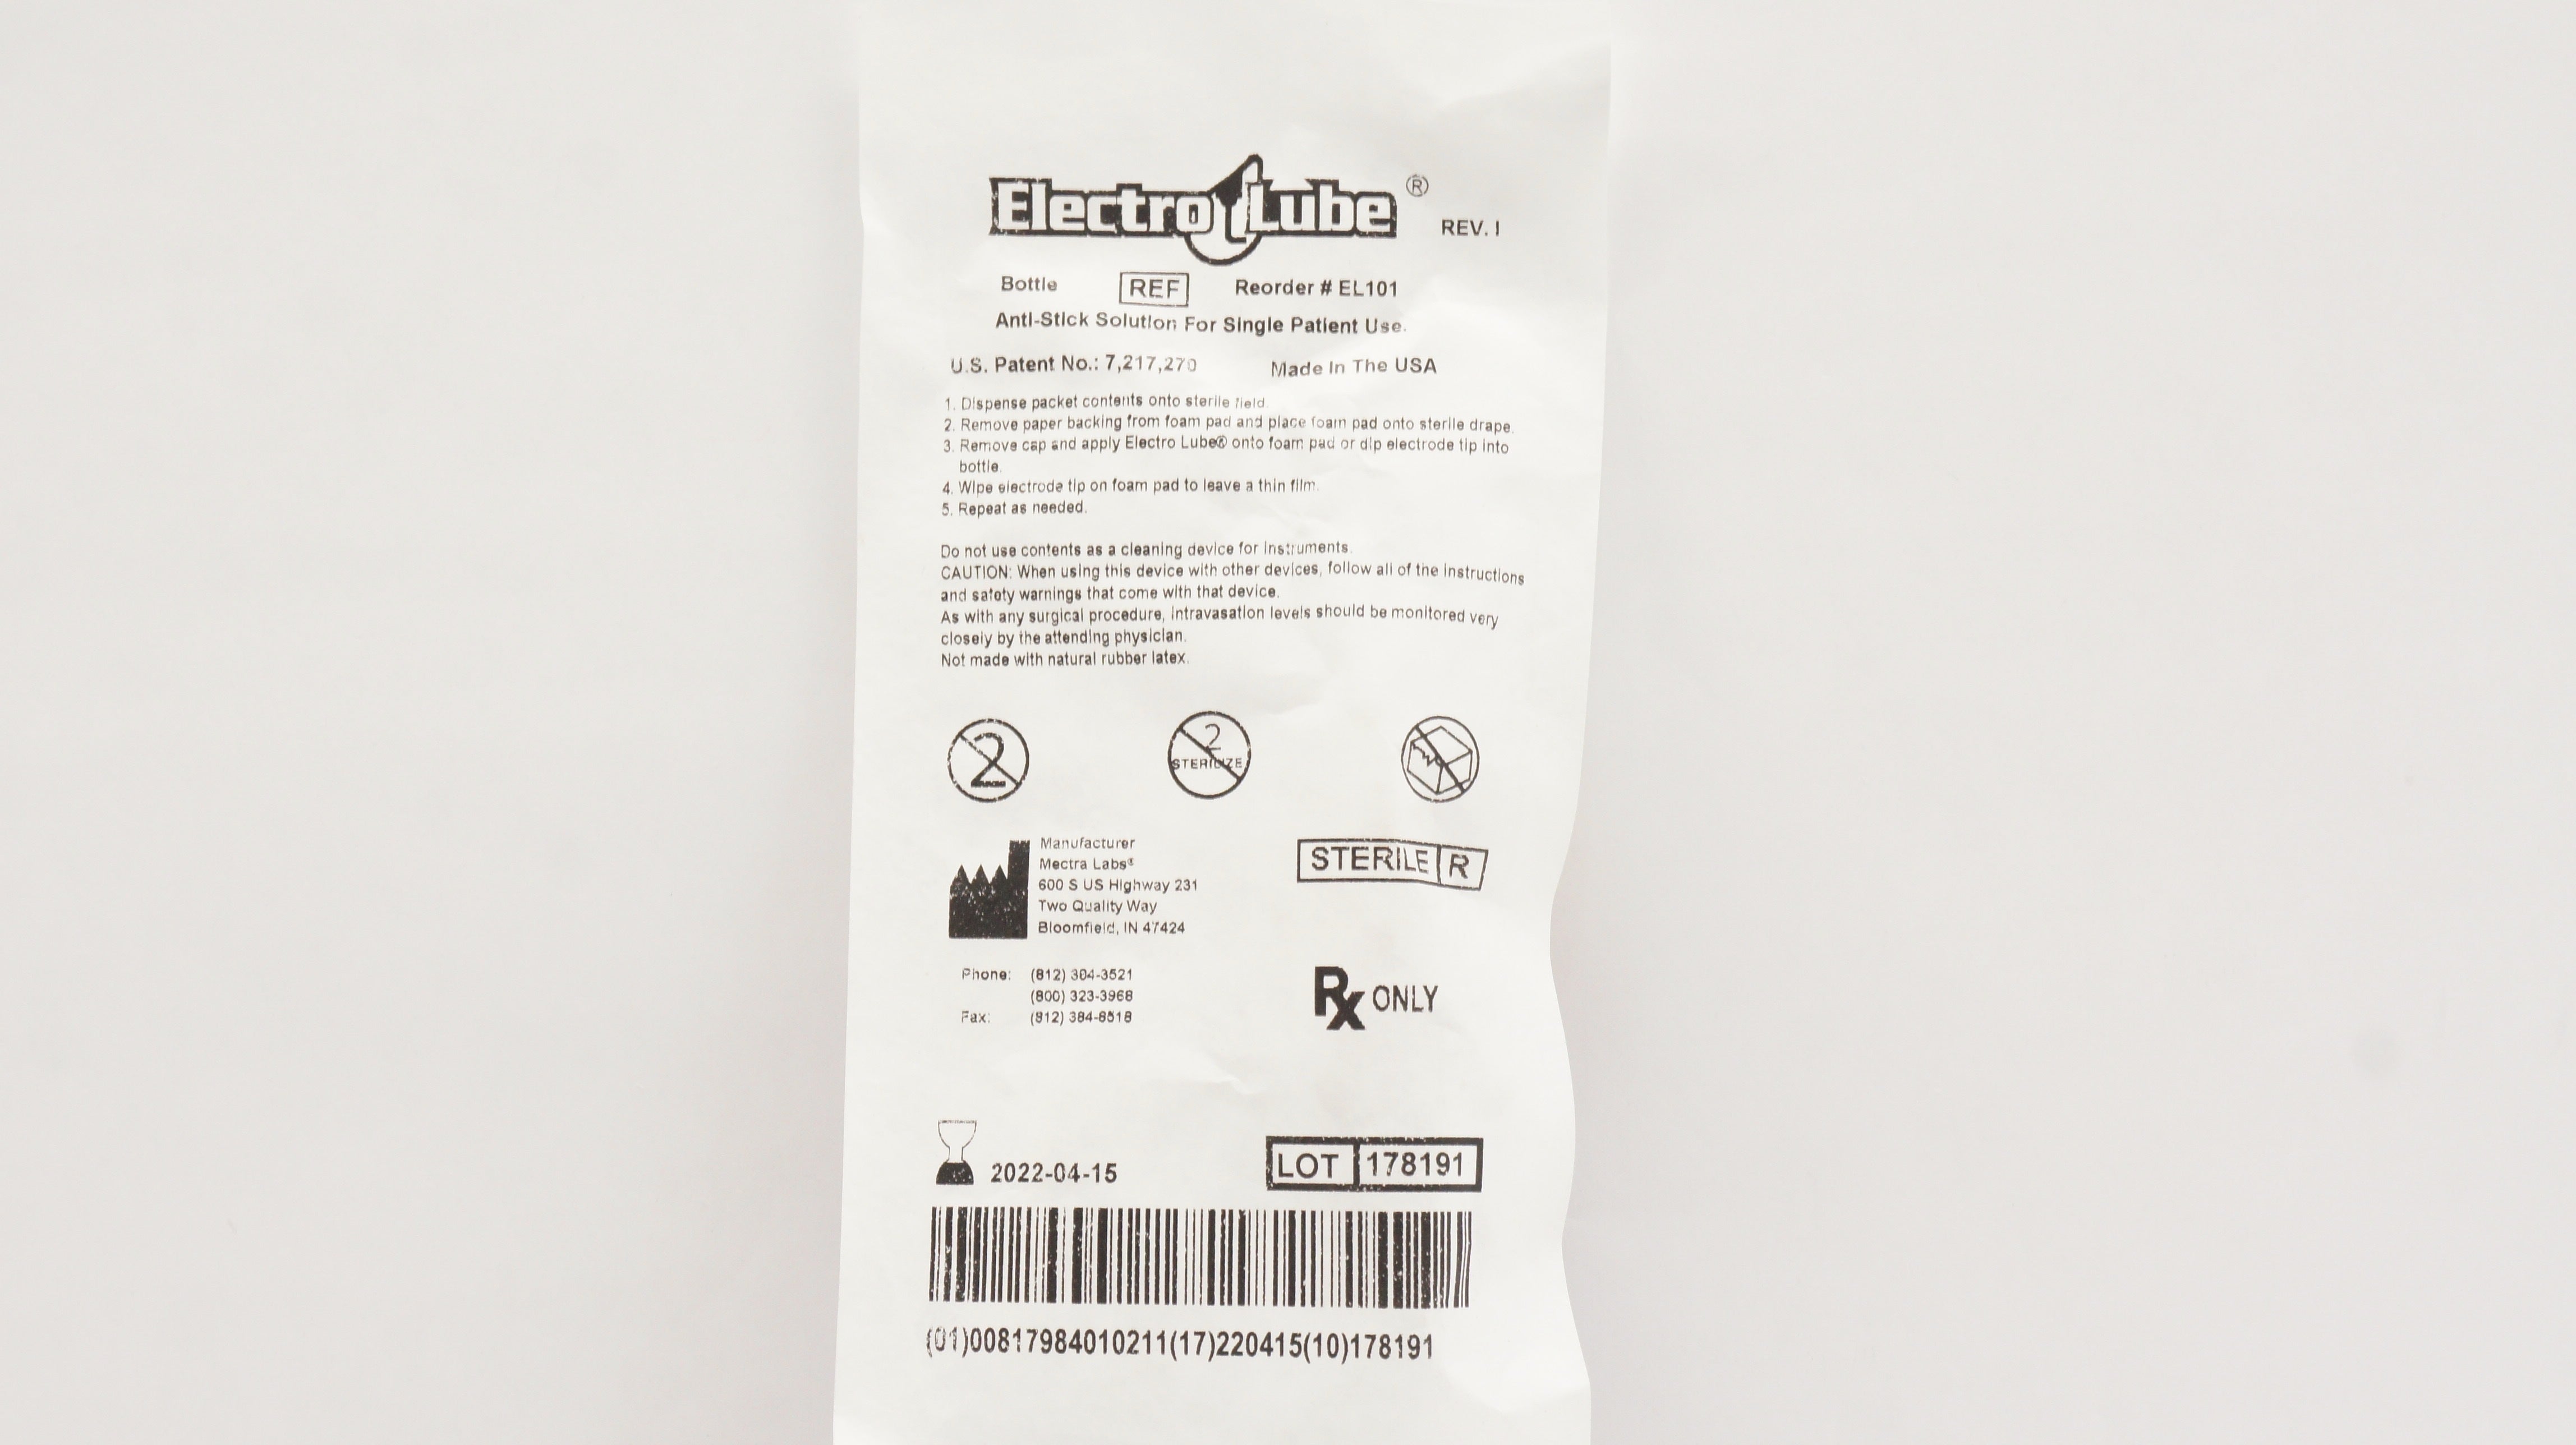 Electro Lube ®
REV. I
Bottle REF Reorder # EL101
Anti-Stick Solution For Single Patient Use.
U.S. Patent No.: 7,217,270 Made In The USA
1. Dispense packet contents onto sterile field.
2. Remove paper backing from foam pad and place foam pad onto sterile drape.
3. Remove cap and apply Electro Lube® onto foam pad or dip electrode tip into
bottle.
4. Wipe electrode tip on foam pad to leave a thin film.
5. Repeat as needed.
Do not use contents as a cleaning device for instruments.
CAUTION: When using this device with other devices, follow all of the instructions
and safety warnings that come with that device.
As with any surgical procedure, intravasation levels should be monitored very
closely by the attending physician.
Not made with natural rubber latex.
2
2
STERILIZE
Manufacturer
Mectra Labs®
600 S US Highway 231
Two Quality Way
Bloomfield, IN 47424
STERILE R
Phone: (812) 384-3521
(800) 323-3968
Fax: (812) 384-8518
Rx ONLY
2022-04-15
LOT 178191
(01)00817984010211(17)220415(10)178191